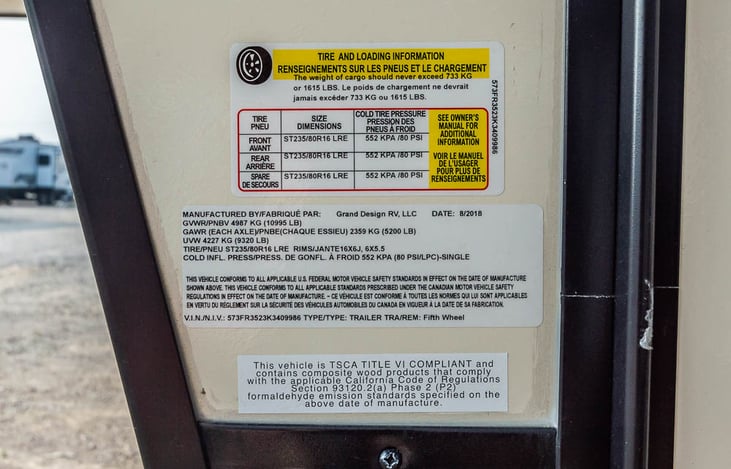 TIRE AND LOADING INFORMATION
RENSEIGNEMENTS SUR LES PNEUS ET LE CHARGEMENT
The weight of cargo should never exceed 733 KG
or 1615 LBS. Le poids de chargement ne devrait
jamais excéder 733 KG ou 1615 LBS.
573FR3523K3409986
TIRE
PNEU
SIZE
DIMENSIONS
COLD TIRE PRESSURE
PRESSION DES
PNEUS À FROID
SEE OWNER'S
MANUAL FOR
ADDITIONAL
INFORMATION
VOIR LE MANUEL
DE L'USAGER
POUR PLUS DE
RENSEIGNEMENTS
FRONT
AVANT
ST235/80R16 LRE
552 KPA /80 PSI
REAR
ARRIÈRE
ST235/80R16 LRE
552 KPA /80 PSI
SPARE
DE SECOURS
ST235/80R16 LRE
552 KPA /80 PSI
MANUFACTURED BY/FABRIQUÉ PAR: Grand Design RV, LLC DATE: 8/2018
GVWR/PNBV 4987 KG (10995 LB)
GAWR (EACH AXLE)/PNBE(CHAQUE ESSIEU) 2359 KG (5200 LB)
UVW 4227 KG (9320 LB)
TIRE/PNEU ST235/80R16 LRE RIMS/JANTE16X6J, 6X5.5
COLD INFL. PRESS/PRESS. DE GONFL. À FROID 552 KPA (80 PSI/LPC)-SINGLE
THIS VEHICLE CONFORMS TO ALL APPLICABLE U.S. FEDERAL MOTOR VEHICLE SAFETY STANDARDS IN EFFECT ON THE DATE OF MANUFACTURE
SHOWN ABOVE. THIS VEHICLE CONFORMS TO ALL APPLICABLE STANDARDS PRESCRIBED UNDER THE CANADIAN MOTOR VEHICLE SAFETY
REGULATIONS IN EFFECT ON THE DATE OF MANUFACTURE. – CE VÉHICULE EST CONFORME À TOUTES LES NORMES QUI LUI SONT APPLICABLES
EN VERTU DU RÈGLEMENT SUR LA SÉCURITÉ DES VÉHICULES AUTOMOBILES DU CANADA EN VIGUEUR À LA DATE DE SA FABRICATION.
V.I.N./N.I.V.: 573FR3523K3409986 TYPE/TYPE: TRAILER TRA/REM: Fifth Wheel
This vehicle is TSCA TITLE VI COMPLIANT and
contains composite wood products that comply
with the applicable California Code of Regulations
Section 93120.2(a) Phase 2 (P2)
formaldehyde emission standards specified on the
above date of manufacture.